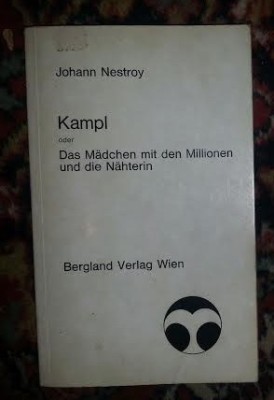 Johann Nestroy
Kampl
oder
Das Mädchen mit den Millionen
und die Nähterin
Bergland Verlag Wien